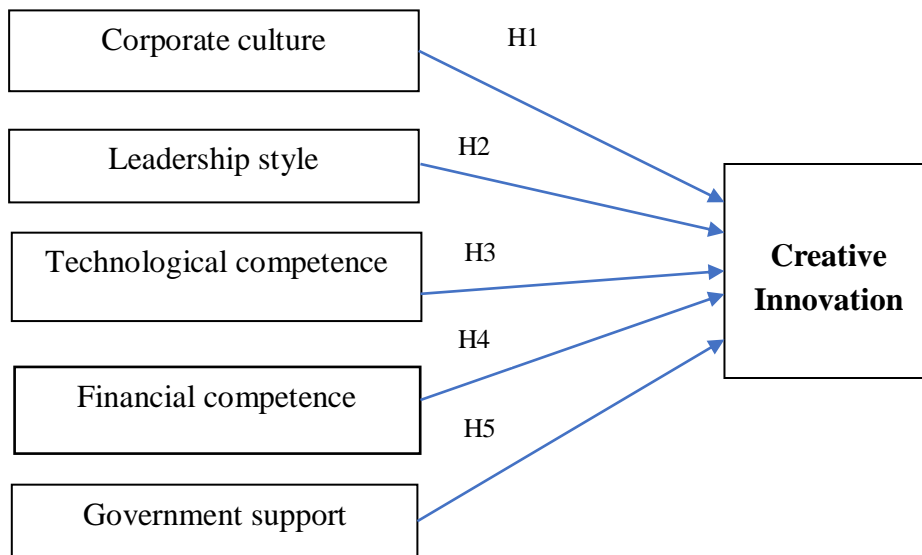 Corporate culture
H1
Leadership style
H2
Technological competence
H3
Creative
Innovation
H4
Financial competence
H5
Government support